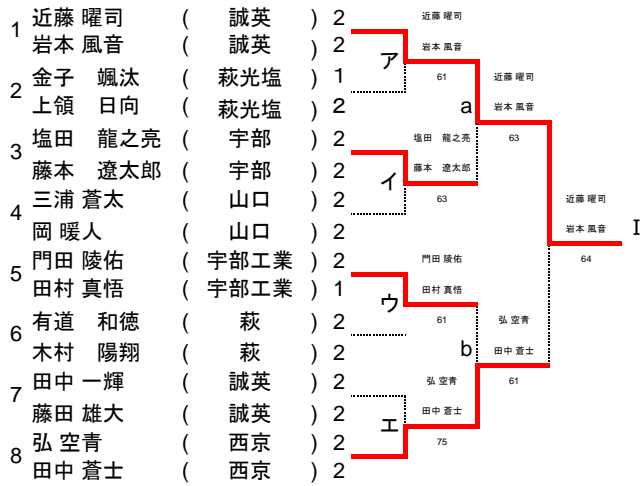 1 近藤 曜司 ( 誠英 ) 2
岩本 風音 ( 誠英 ) 2
2 金子 颯汰 ( 萩光塩 ) 1
上領 日向 ( 萩光塩 ) 2
3 塩田 龍之亮 ( 宇部 ) 2
藤本 遼太郎 ( 宇部 ) 2
4 三浦 蒼太 ( 山口 ) 2
岡 暖人 ( 山口 ) 2
5 門田 陵佑 ( 宇部工業 ) 2
田村 真悟 ( 宇部工業 ) 1
6 有道 和徳 ( 萩 ) 2
木村 陽翔 ( 萩 ) 2
7 田中 一輝 ( 誠英 ) 2
藤田 雄大 ( 誠英 ) 2
8 弘 空青 ( 西京 ) 2
田中 蒼士 ( 西京 ) 2
ア
近藤 曜司
岩本 風音
61
イ
塩田 龍之亮
藤本 遼太郎
63
ウ
門田 陵佑
田村 真悟
61
エ
弘 空青
田中 蒼士
75
a
近藤 曜司
岩本 風音
63
b
弘 空青
田中 蒼士
61
近藤 曜司
岩本 風音
64
I